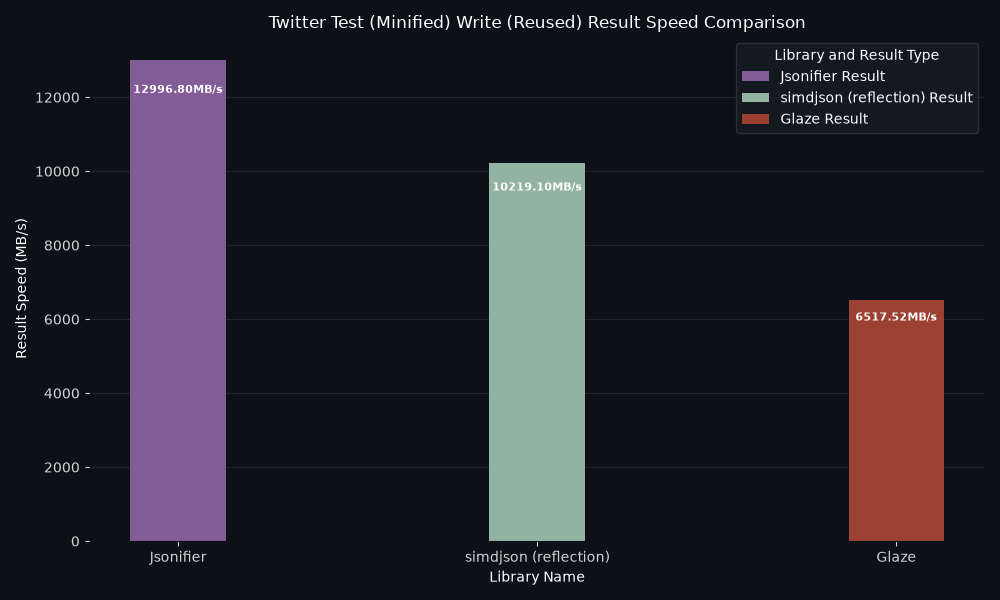 Twitter Test (Minified) Write (Reused) Result Speed Comparison
Library and Result Type
Jsonifier Result
simdjson (reflection) Result
Glaze Result
12996.80MB/s
10219.10MB/s
6517.52MB/s
Result Speed (MB/s)
12000
10000
8000
6000
4000
2000
0
Jsonifier
simdjson (reflection)
Glaze
Library Name